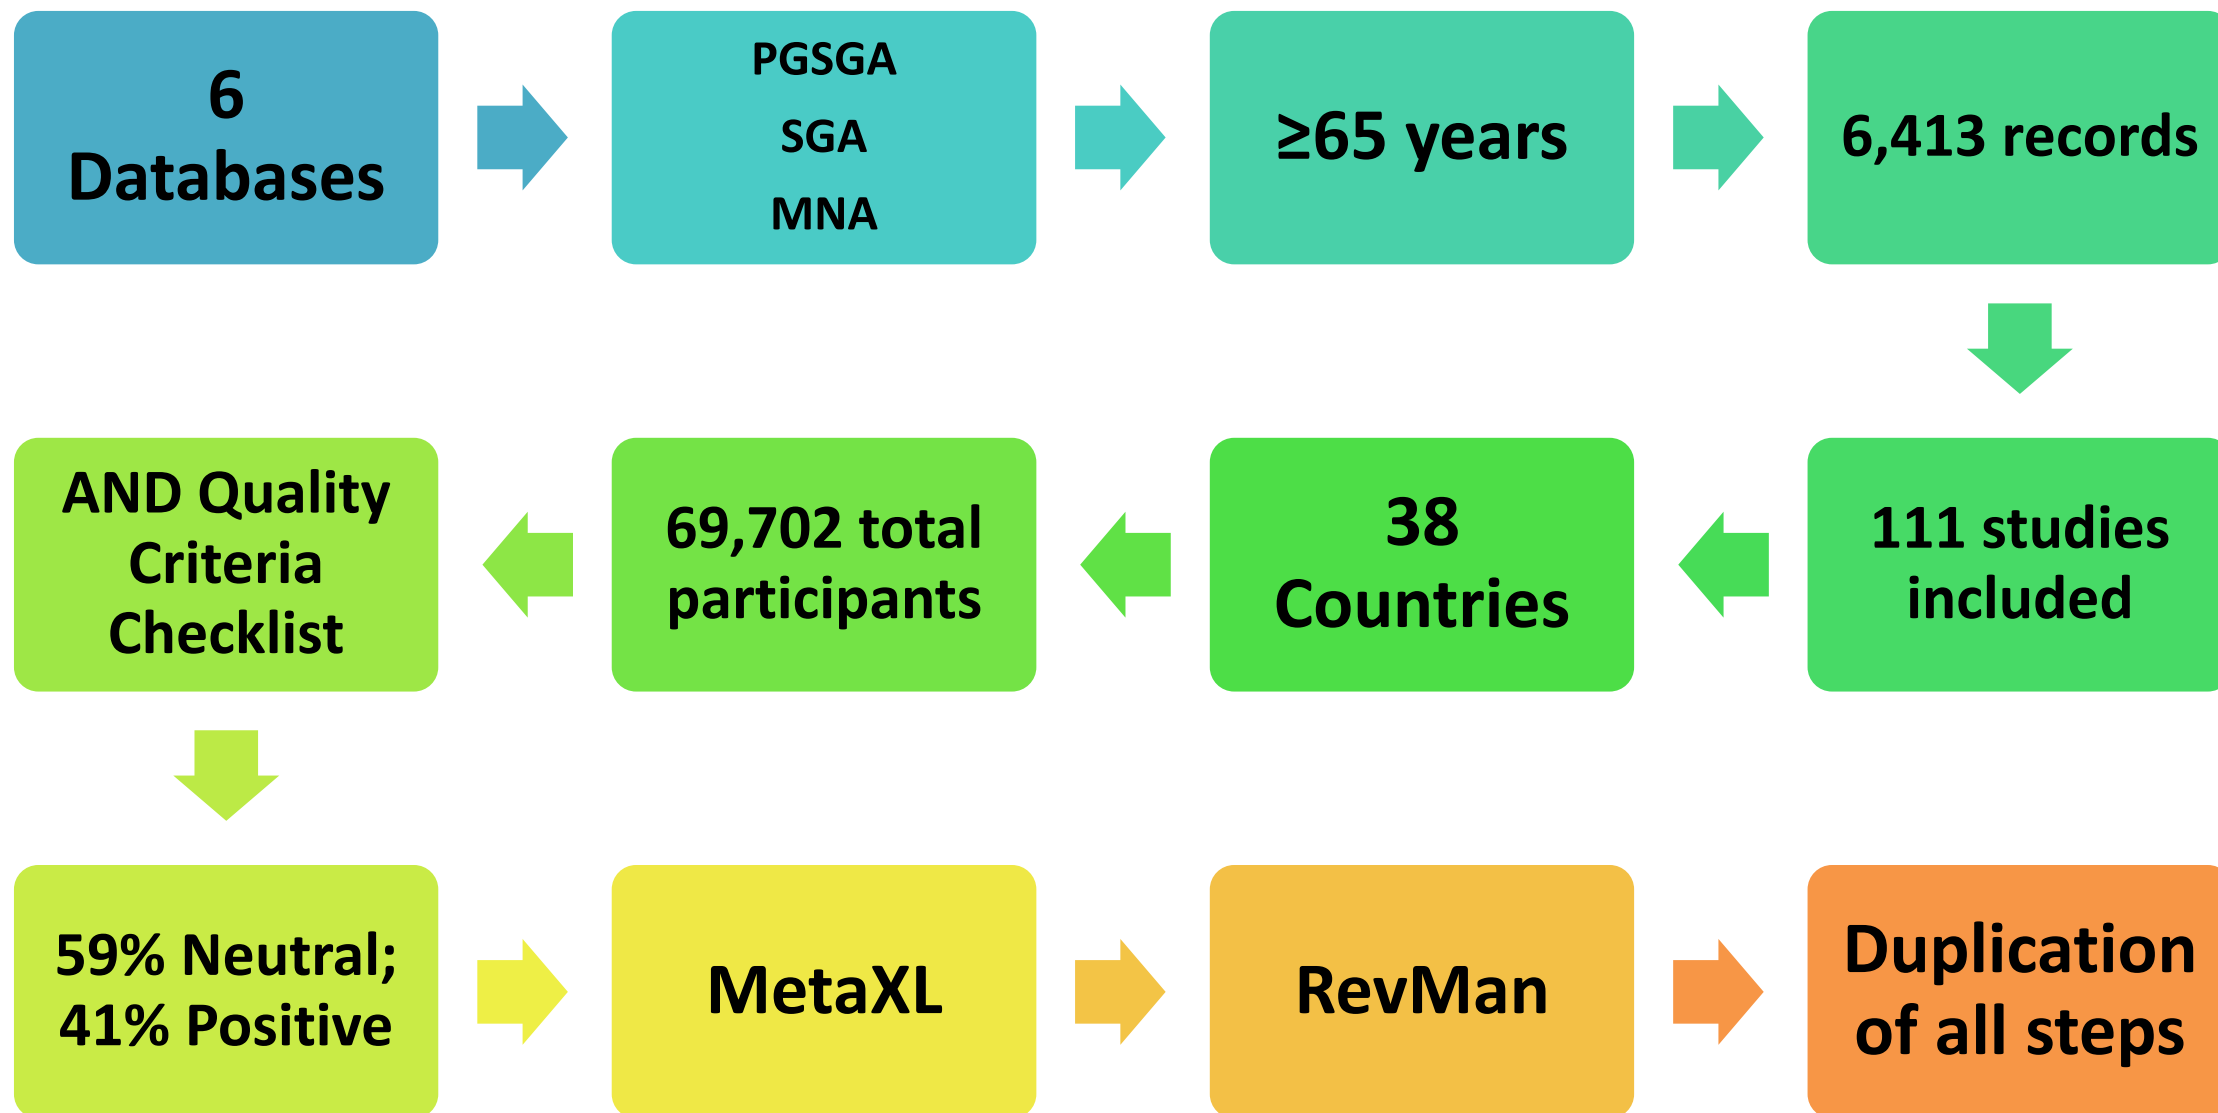 6
Databases
PGSGA
SGA
MNA
≥65 years
6,413 records
111 studies
included
38
Countries
69,702 total
participants
AND Quality
Criteria
Checklist
59% Neutral;
41% Positive
MetaXL
RevMan
Duplication
of all steps